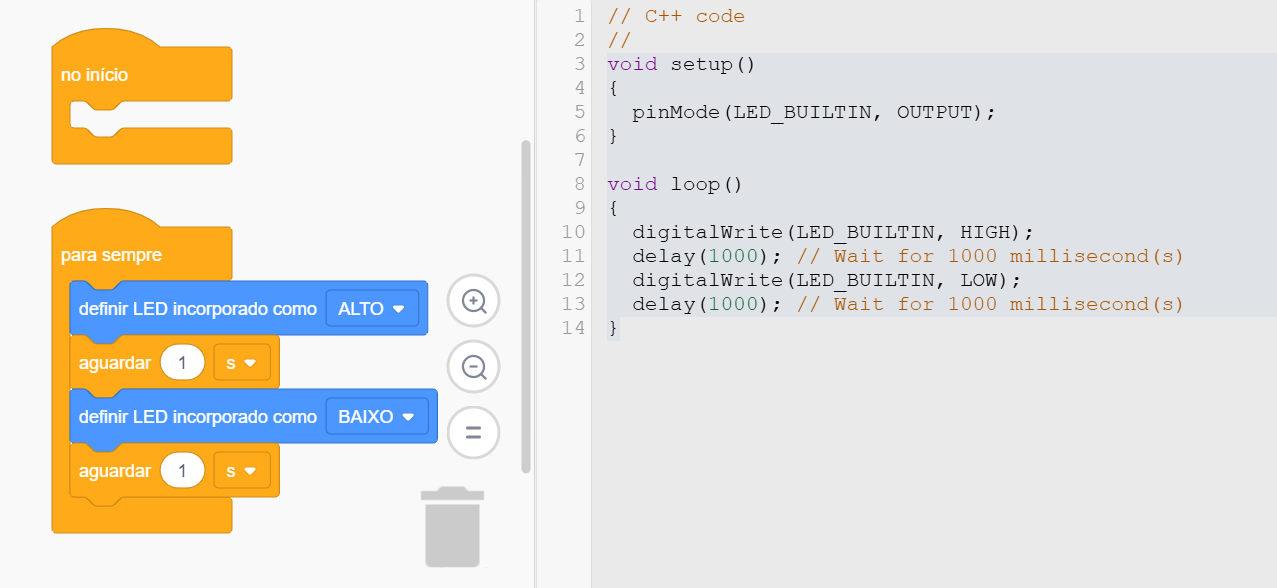 no início
para sempre
definir LED incorporado como ALTO
aguardar 1 s
definir LED incorporado como BAIXO
aguardar 1 s
1 // C++ code
2 //
3 void setup()
4 {
5   pinMode(LED_BUILTIN, OUTPUT);
6 }
7
8 void loop()
9 {
10   digitalWrite(LED_BUILTIN, HIGH);
11   delay(1000); // Wait for 1000 millisecond(s)
12   digitalWrite(LED_BUILTIN, LOW);
13   delay(1000); // Wait for 1000 millisecond(s)
14 }